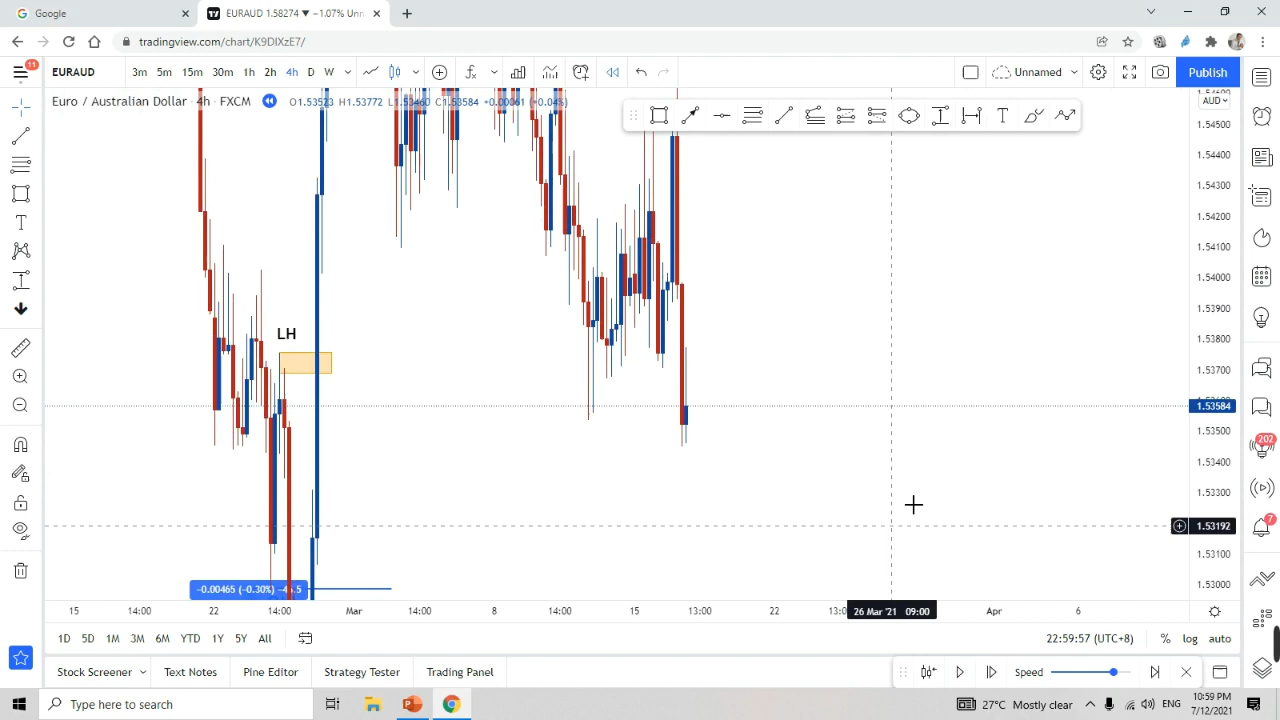 Google
EURAUD 1.58274 ▼ −1.07% Unn
tradingview.com/chart/K9DlXzE7/
11
EURAUD
3m 5m 15m 30m 1h 2h 4h D W
Unnamed
Publish
Euro / Australian Dollar · 4h · FXCM
O1.53523 H1.53772 L1.53460 C1.53584 +0.00061 (+0.04%)
AUD
1.54500
1.54400
1.54300
1.54200
1.54100
1.54000
1.53900
1.53800
LH
1.53700
1.53584
1.53500
202
1.53400
1.53300
1.53192
7
1.53100
1.53000
15 14:00 22 14:00 Mar 14:00 8 14:00 15 13:00 22 26 Mar '21 09:00 Apr 6
1D 5D 1M 3M 6M YTD 1Y 5Y All
22:59:57 (UTC+8) % log auto
Stock Screener Text Notes Pine Editor Strategy Tester Trading Panel
Speed
Type here to search
27°C Mostly clear
ENG
10:59 PM
7/12/2021